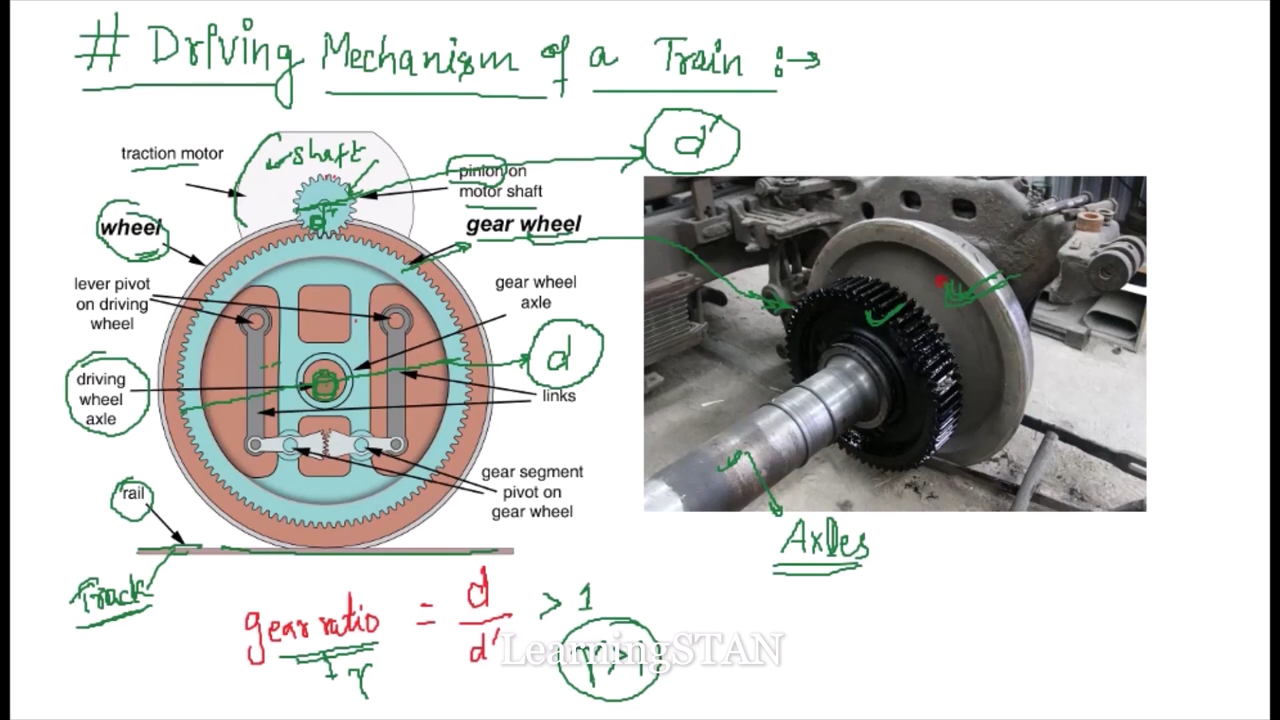 # Driving Mechanism of a Train :→
d'
traction motor
shaft
pinion on
motor shaft
wheel
gear wheel
lever pivot
on driving
wheel
gear wheel
axle
d
driving
wheel
axle
links
gear segment
pivot on
gear wheel
rail
Track
Axles
gear ratio = d/d' > 1
r
r > 1
LearningSTAN